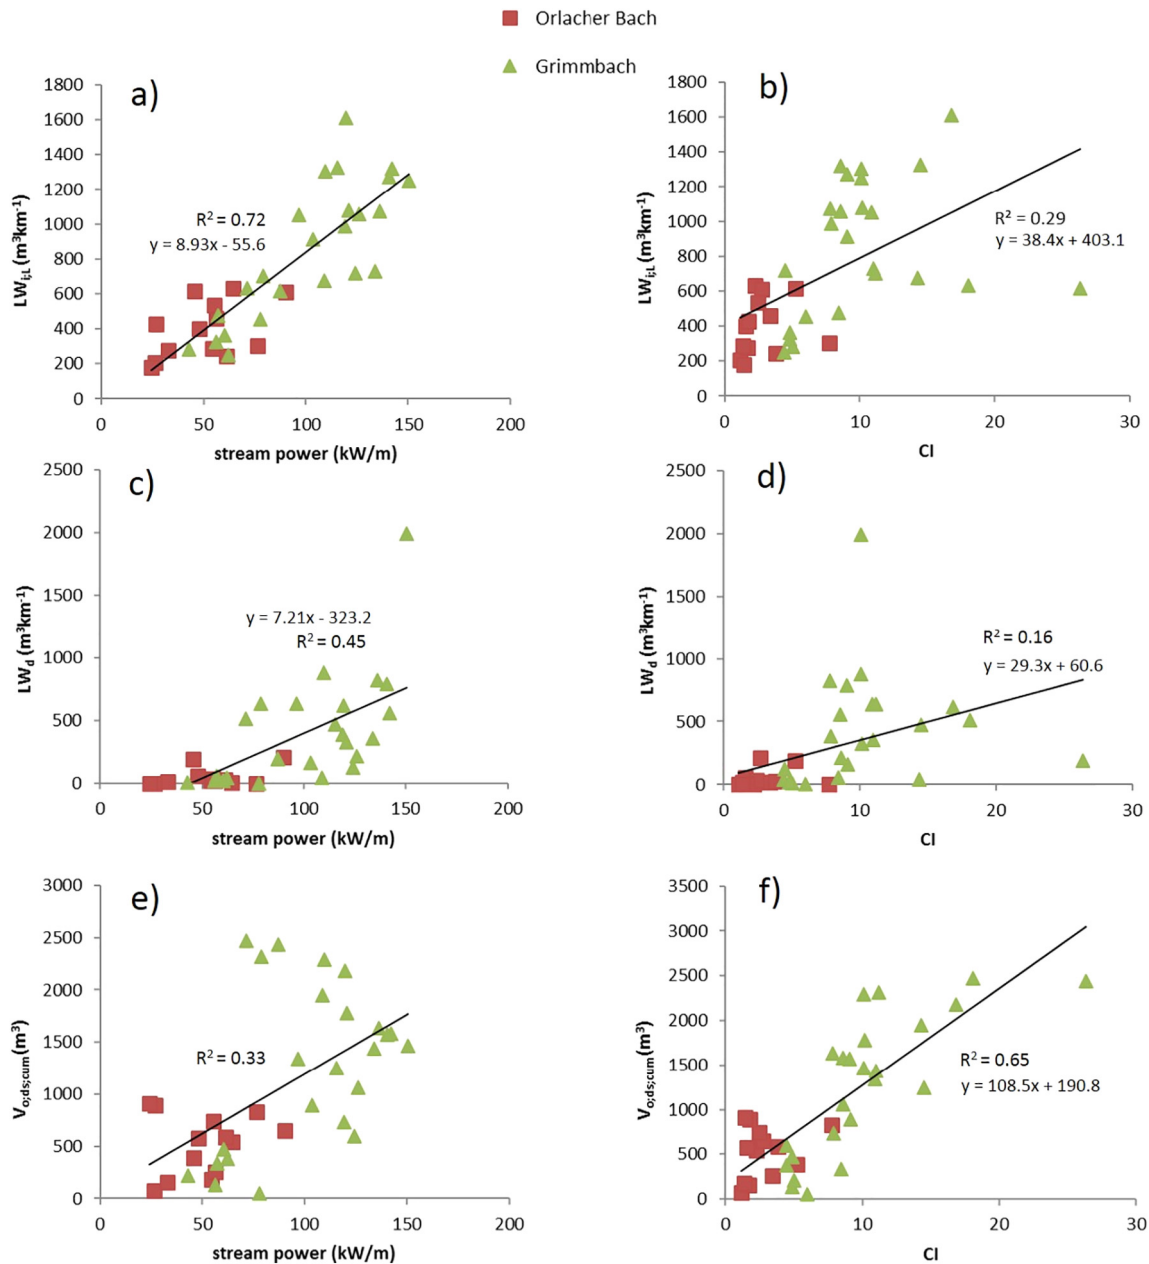 Orlacher Bach
Grimmbach
a)
1800
1600
1400
1200
1000
800
600
400
200
0
LWi;L (m³km⁻¹)
R² = 0.72
y = 8.93x - 55.6
0 50 100 150 200
stream power (kW/m)
b)
1800
1600
1400
1200
1000
800
600
400
200
0
LWi;L (m³km⁻¹)
R² = 0.29
y = 38.4x + 403.1
0 10 20 30
CI
c)
2500
2000
1500
1000
500
0
LWd (m³km⁻¹)
y = 7.21x - 323.2
R² = 0.45
0 50 100 150 200
stream power (kW/m)
d)
2500
2000
1500
1000
500
0
LWd (m³km⁻¹)
R² = 0.16
y = 29.3x + 60.6
0 10 20 30
CI
e)
3000
2500
2000
1500
1000
500
0
Vo;ds;cum(m³)
R² = 0.33
0 50 100 150 200
stream power (kW/m)
f)
3500
3000
2500
2000
1500
1000
500
0
Vo;ds;cum(m³)
R² = 0.65
y = 108.5x + 190.8
0 10 20 30
CI